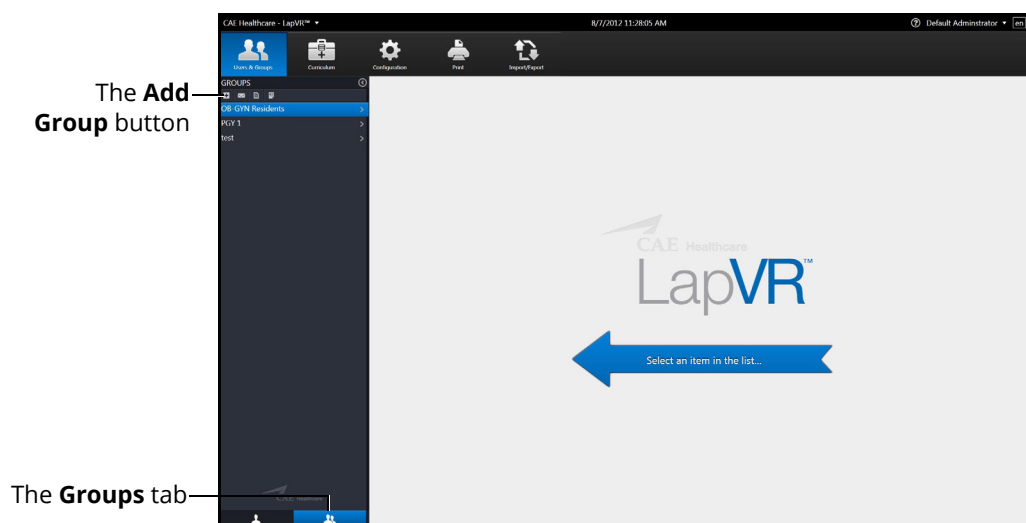 CAE Healthcare - LapVR™
8/7/2012 11:28:05 AM
Default Adminstrator
en
Users & Groups
Curriculum
Configuration
Print
Import/Export
GROUPS
The Add
Group button
OB-GYN Residents
PGY 1
test
CAE Healthcare
LapVR™
Select an item in the list...
The Groups tab
CAE Healthcare